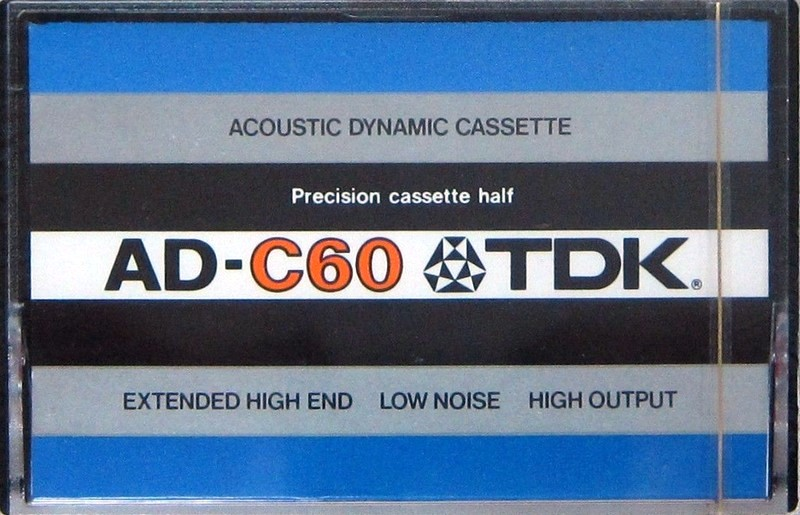 ACOUSTIC DYNAMIC CASSETTE
Precision cassette half
AD-C60 TDK®
EXTENDED HIGH END LOW NOISE HIGH OUTPUT